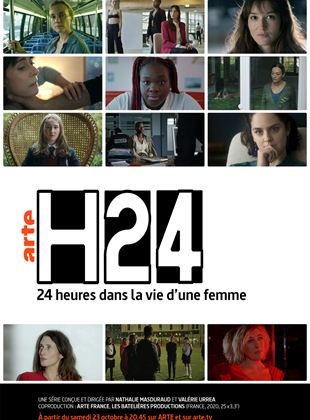 arte
H24
24 heures dans la vie d'une femme
UNE SÉRIE CONÇUE ET DIRIGÉE PAR NATHALIE MASDURAUD ET VALÉRIE URREA
COPRODUCTION : ARTE FRANCE, LES BATELIÈRES PRODUCTIONS (FRANCE, 2020, 25 x 3,3')
À partir du samedi 23 octobre à 20.45 sur ARTE et sur arte.tv